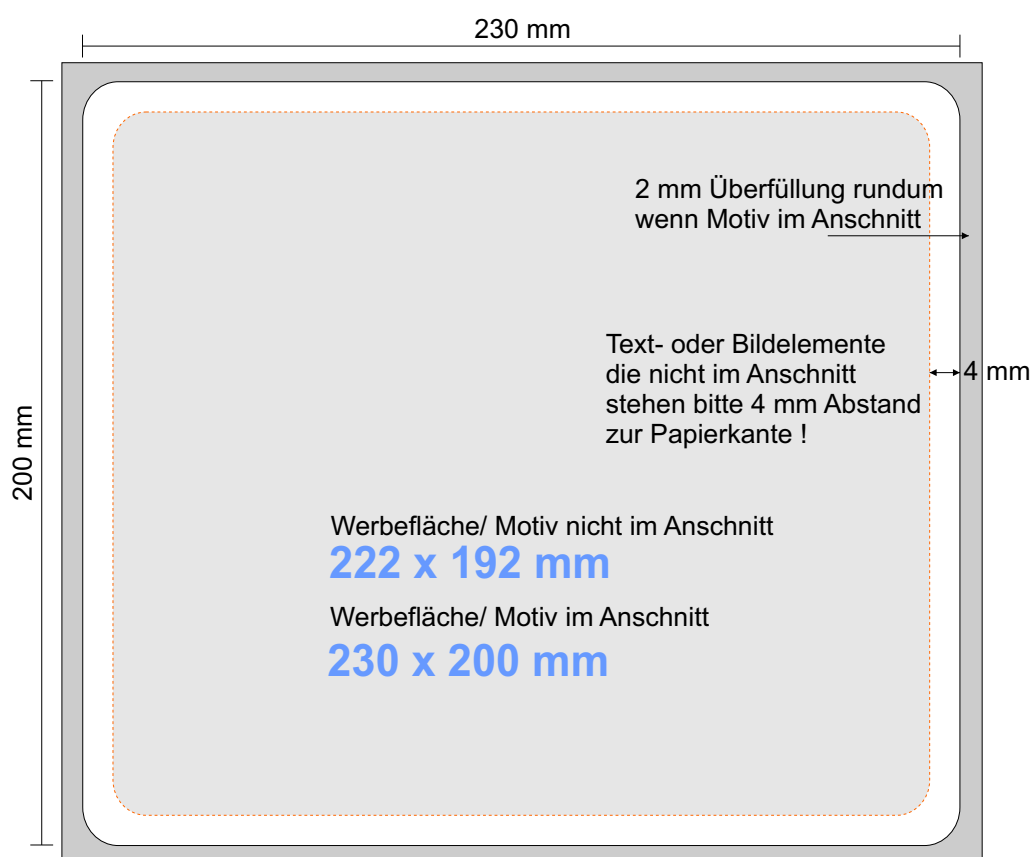 230 mm
2 mm Überfüllung rundum
wenn Motiv im Anschnitt
Text- oder Bildelemente
die nicht im Anschnitt
stehen bitte 4 mm Abstand
zur Papierkante !
4 mm
200 mm
Werbefläche/ Motiv nicht im Anschnitt
222 x 192 mm
Werbefläche/ Motiv im Anschnitt
230 x 200 mm